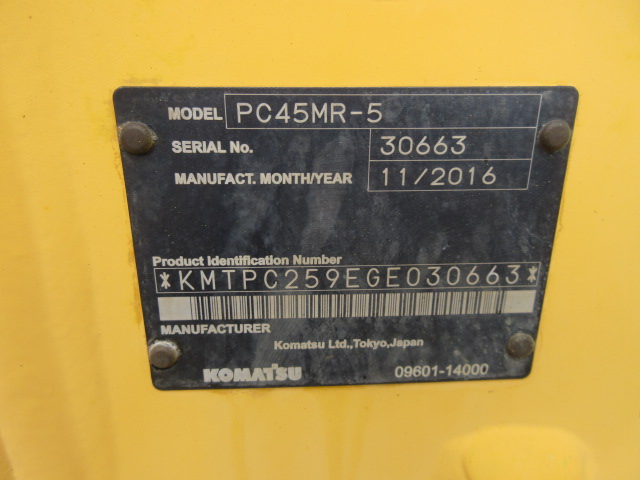 MODEL PC45MR-5
SERIAL No. 30663
MANUFACT. MONTH/YEAR 11/2016
Product Identification Number
*KMTPC259EGE030663*
MANUFACTURER
Komatsu Ltd.,Tokyo,Japan
KOMATSU 09601-14000